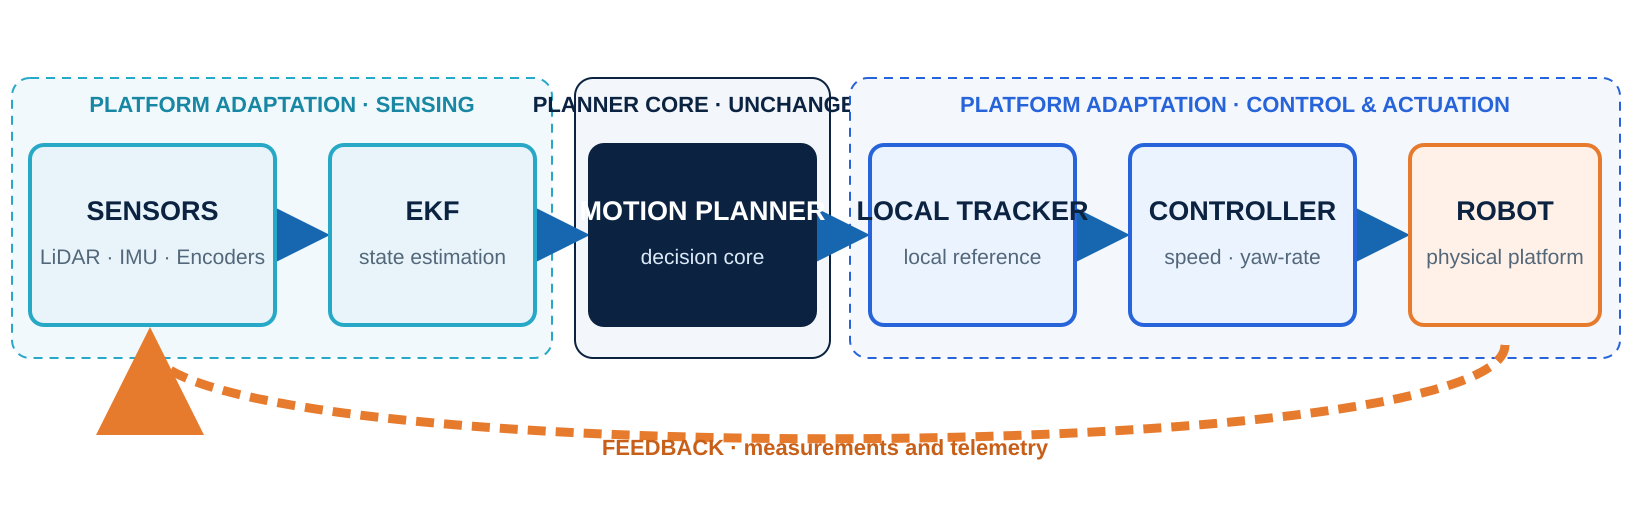 PLATFORM ADAPTATION · SENSING
PLANNER CORE · UNCHANGE
PLATFORM ADAPTATION · CONTROL & ACTUATION
SENSORS
LiDAR · IMU · Encoders
EKF
state estimation
MOTION PLANNER
decision core
LOCAL TRACKER
local reference
CONTROLLER
speed · yaw-rate
ROBOT
physical platform
FEEDBACK · measurements and telemetry